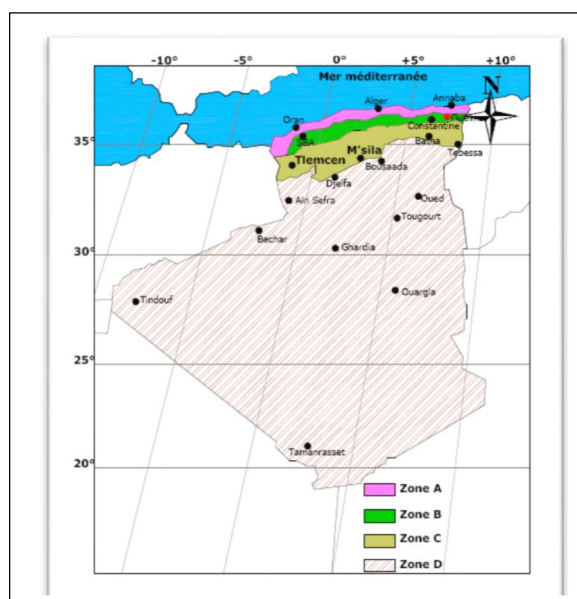 -10° -5° 0° +5° +10°
Mer méditerranée
N
Alger Annaba
Oran Guelma
Constantine
SBA
35° Batna
Tebessa
M'sila
Tlemcen Bousaada
Djelfa
Ain Sefra Oued
Tougourt
Bechar
30° Ghardia
Ouargla
Tindouf
25°
Tamanrasset
20°
Zone A
Zone B
Zone C
Zone D